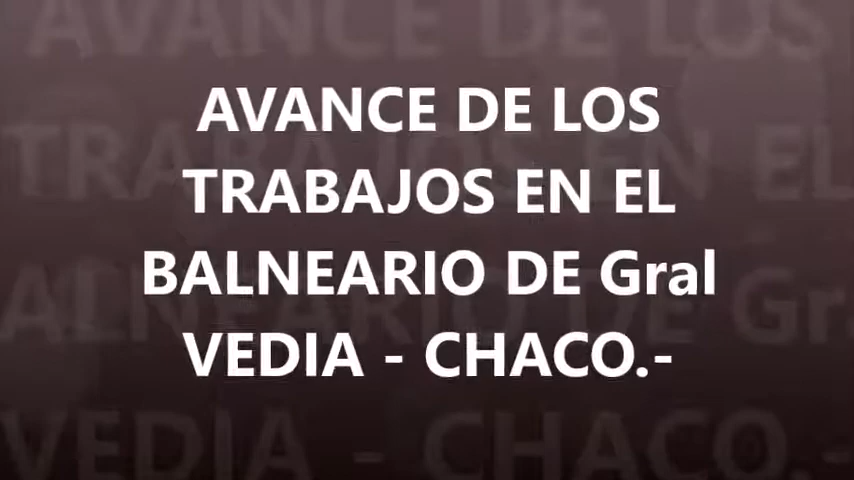 AVANCE DE LOS
TRABAJOS EN EL
BALNEARIO DE Gral
VEDIA - CHACO.-